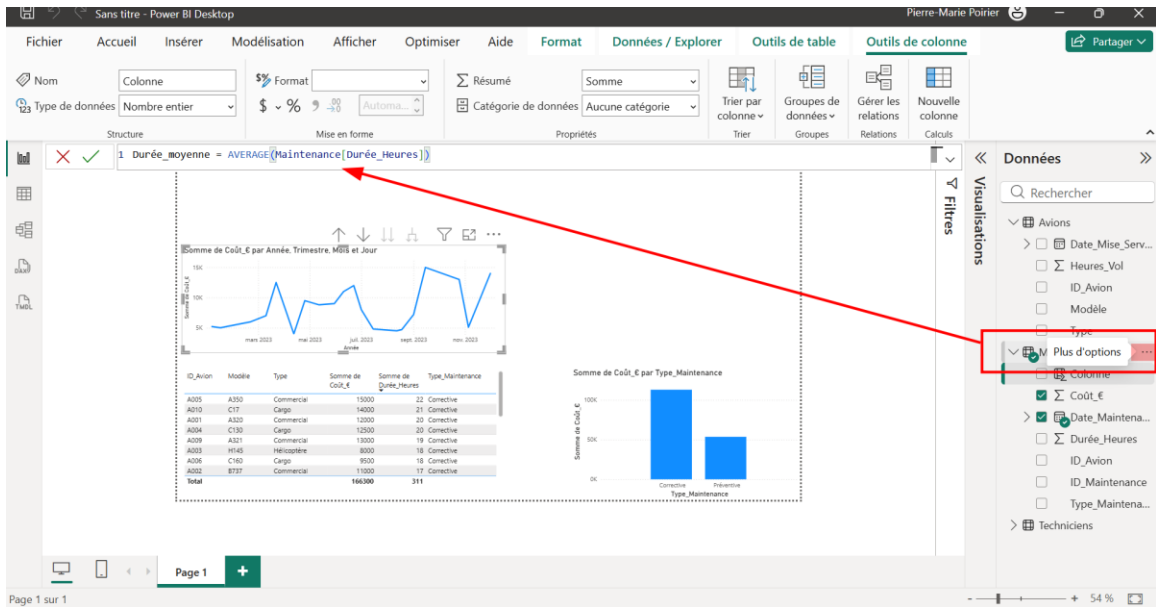 Sans titre - Power BI Desktop
Pierre-Marie Poirier
Fichier Accueil Insérer Modélisation Afficher Optimiser Aide Format Données / Explorer Outils de table Outils de colonne Partager
Nom Colonne
Type de données Nombre entier
Structure
Format
$ % Automa...
Mise en forme
Résumé Somme
Catégorie de données Aucune catégorie
Propriétés
Trier par colonne
Trier
Groupes de données
Groupes
Gérer les relations
Relations
Nouvelle colonne
Calculs
1 Durée_moyenne = AVERAGE(Maintenance[Durée_Heures])
Somme de Coût_€ par Année, Trimestre, Mois et Jour
Somme de Coût_€
15K
10K
5K
mars 2023 mai 2023 juil. 2023 sept. 2023 nov. 2023
Année
ID_Avion Modèle Type Somme de Coût_€ Somme de Durée_Heures Type_Maintenance
A005 A350 Commercial 15000 22 Corrective
A010 C17 Cargo 14000 21 Corrective
A001 A320 Commercial 12000 20 Corrective
A004 C130 Cargo 12500 20 Corrective
A009 A321 Commercial 13000 19 Corrective
A003 H145 Hélicoptère 8000 18 Corrective
A006 C160 Cargo 9500 18 Corrective
A002 B737 Commercial 11000 17 Corrective
Total 166300 311
Somme de Coût_€ par Type_Maintenance
Somme de Coût_€
100K
50K
0K
Corrective Préventive
Type_Maintenance
Filtres
Visualisations
Données
Rechercher
Avions
Date_Mise_Serv...
Heures_Vol
ID_Avion
Modèle
Type
M Plus d'options
Colonne
Coût_€
Date_Maintena...
Durée_Heures
ID_Avion
ID_Maintenance
Type_Maintena...
Techniciens
Page 1
Page 1 sur 1
54 %